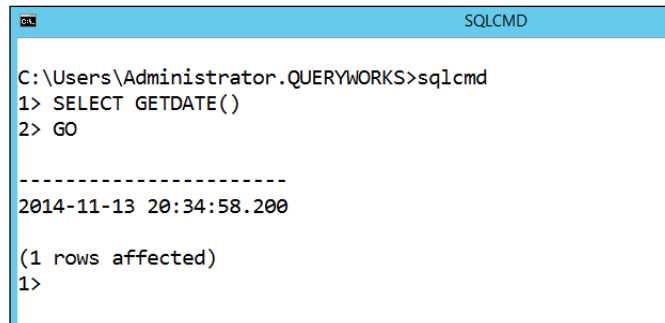 SQLCMD
C:\Users\Administrator.QUERYWORKS>sqlcmd
1> SELECT GETDATE()
2> GO
-----------------------
2014-11-13 20:34:58.200
(1 rows affected)
1>